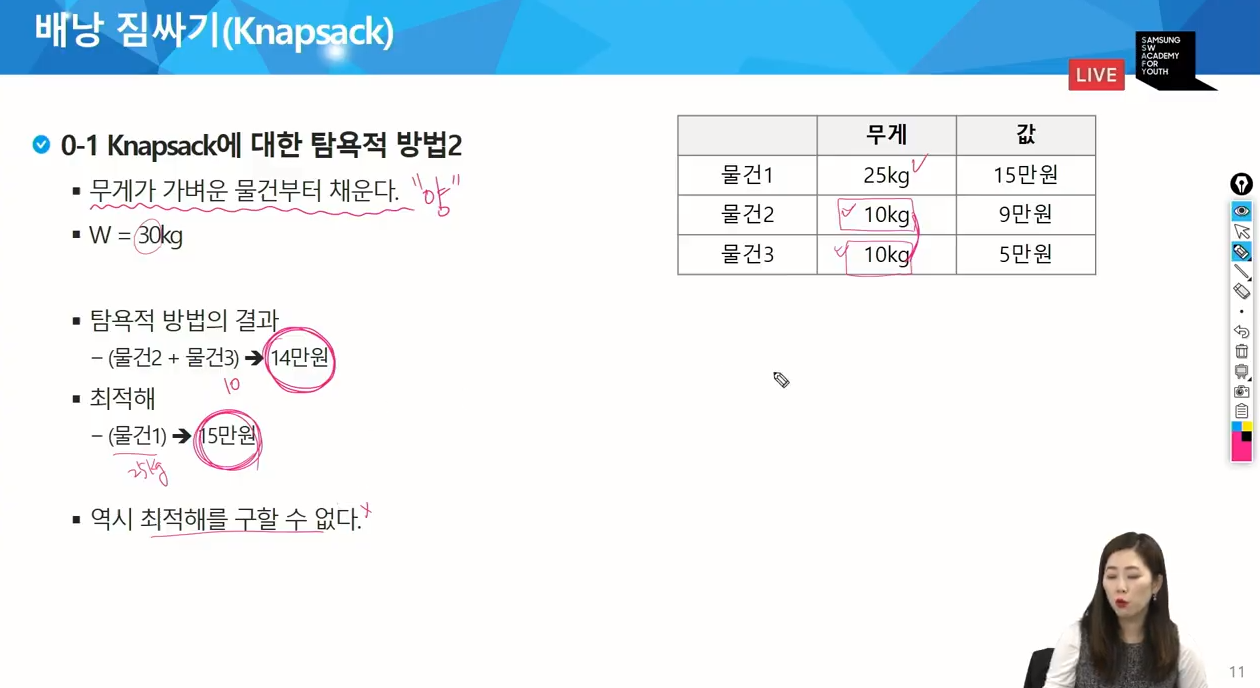 배낭 짐싸기(Knapsack)
SAMSUNG
SW
ACADEMY
FOR
YOUTH
LIVE
0-1 Knapsack에 대한 탐욕적 방법2
무게가 가벼운 물건부터 채운다. "양"
W = 30kg
무게 값
물건1 25kg 15만원
물건2 10kg 9만원
물건3 10kg 5만원
탐욕적 방법의 결과
– (물건2 + 물건3) ➔ 14만원
10
최적해
– (물건1) ➔ 15만원
25kg
역시 최적해를 구할 수 없다.
11